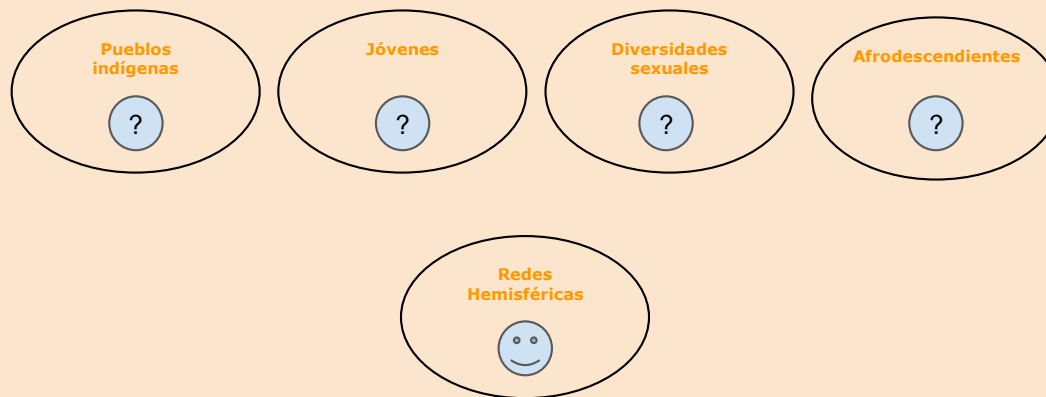 Pueblos
indígenas
?
Jóvenes
?
Diversidades
sexuales
?
Afrodescendientes
?
Redes
Hemisféricas